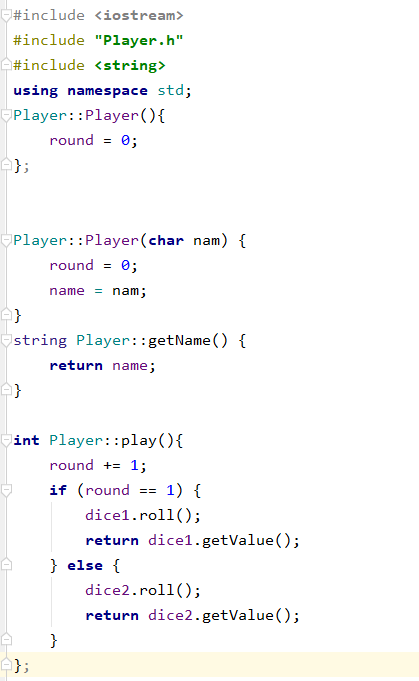 #include <iostream>
#include "Player.h"
#include <string>
using namespace std;
Player::Player(){
    round = 0;
};
Player::Player(char nam) {
    round = 0;
    name = nam;
}
string Player::getName() {
    return name;
}
int Player::play(){
    round += 1;
    if (round == 1) {
        dice1.roll();
        return dice1.getValue();
    } else {
        dice2.roll();
        return dice2.getValue();
    }
};